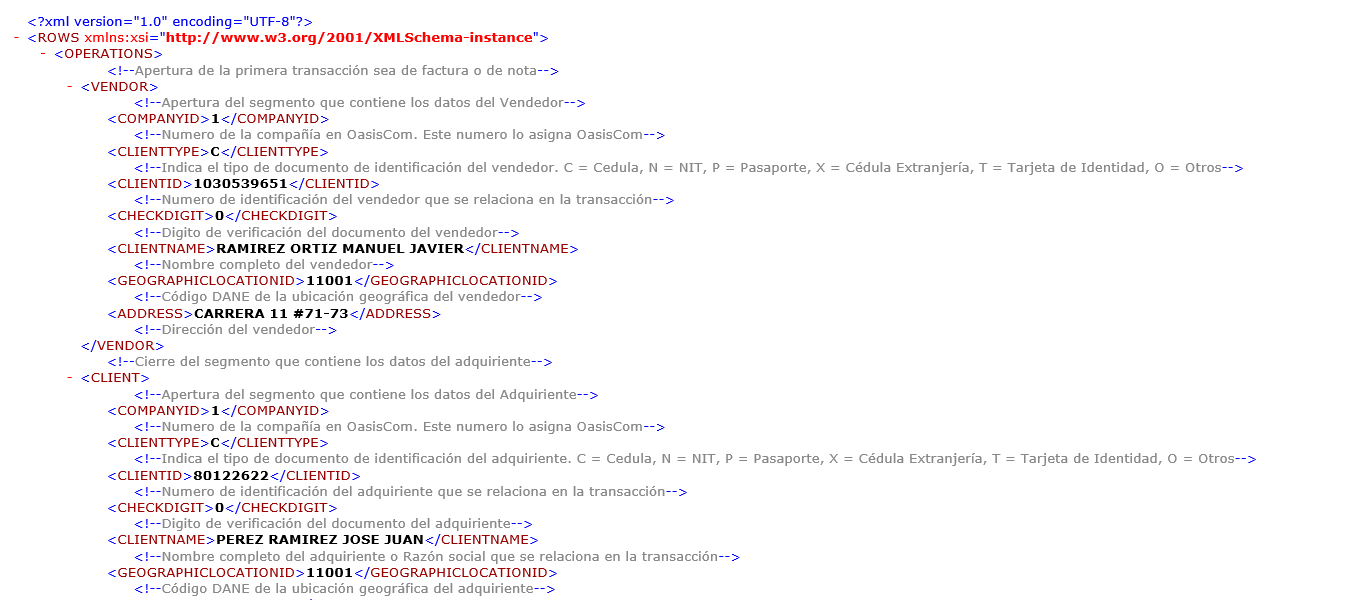 <?xml version="1.0" encoding="UTF-8"?>
- <ROWS xmlns:xsi="http://www.w3.org/2001/XMLSchema-instance">
- <OPERATIONS>
<!--Apertura de la primera transacción sea de factura o de nota-->
- <VENDOR>
<!--Apertura del segmento que contiene los datos del Vendedor-->
<COMPANYID>1</COMPANYID>
<!--Numero de la compañía en OasisCom. Este numero lo asigna OasisCom-->
<CLIENTTYPE>C</CLIENTTYPE>
<!--Indica el tipo de documento de identificación del vendedor. C = Cedula, N = NIT, P = Pasaporte, X = Cédula Extranjería, T = Tarjeta de Identidad, O = Otros-->
<CLIENTID>1030539651</CLIENTID>
<!--Numero de identificación del vendedor que se relaciona en la transacción-->
<CHECKDIGIT>0</CHECKDIGIT>
<!--Digito de verificación del documento del vendedor-->
<CLIENTNAME>RAMIREZ ORTIZ MANUEL JAVIER</CLIENTNAME>
<!--Nombre completo del vendedor-->
<GEOGRAPHICLOCATIONID>11001</GEOGRAPHICLOCATIONID>
<!--Código DANE de la ubicación geográfica del vendedor-->
<ADDRESS>CARRERA 11 #71-73</ADDRESS>
<!--Dirección del vendedor-->
</VENDOR>
<!--Cierre del segmento que contiene los datos del adquiriente-->
- <CLIENT>
<!--Apertura del segmento que contiene los datos del Adquiriente-->
<COMPANYID>1</COMPANYID>
<!--Numero de la compañía en OasisCom. Este numero lo asigna OasisCom-->
<CLIENTTYPE>C</CLIENTTYPE>
<!--Indica el tipo de documento de identificación del adquiriente. C = Cedula, N = NIT, P = Pasaporte, X = Cédula Extranjería, T = Tarjeta de Identidad, O = Otros-->
<CLIENTID>80122622</CLIENTID>
<!--Numero de identificación del adquiriente que se relaciona en la transacción-->
<CHECKDIGIT>0</CHECKDIGIT>
<!--Digito de verificación del documento del adquiriente-->
<CLIENTNAME>PEREZ RAMIREZ JOSE JUAN</CLIENTNAME>
<!--Nombre completo del adquiriente o Razón social que se relaciona en la transacción-->
<GEOGRAPHICLOCATIONID>11001</GEOGRAPHICLOCATIONID>
<!--Código DANE de la ubicación geográfica del adquiriente-->